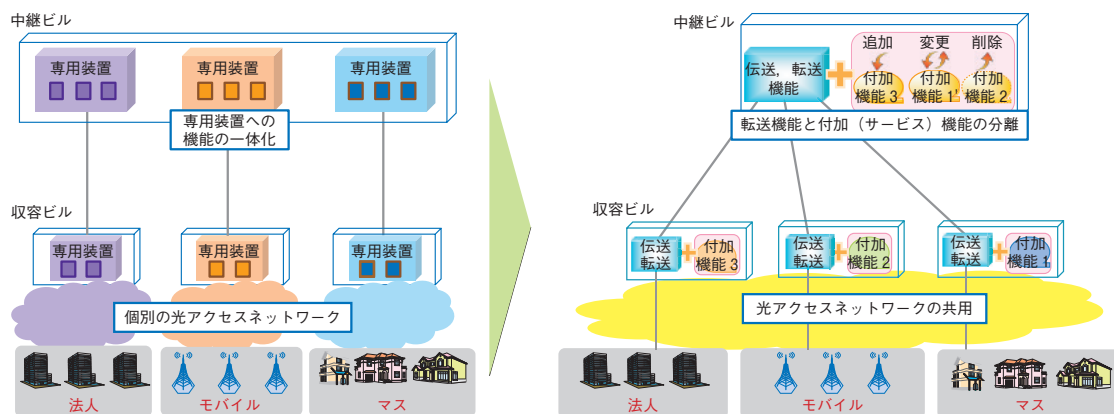 中継ビル
専用装置
専用装置
専用装置
専用装置への
機能の一体化
収容ビル
専用装置
専用装置
専用装置
個別の光アクセスネットワーク
法人
モバイル
マス
中継ビル
伝送，転送
機能
追加
変更
削除
付加
機能 3
付加
機能 1'
付加
機能 2
転送機能と付加（サービス）機能の分離
収容ビル
伝送
転送
付加
機能 3
伝送
転送
付加
機能 2
伝送
転送
付加
機能 1
光アクセスネットワークの共用
法人
モバイル
マス